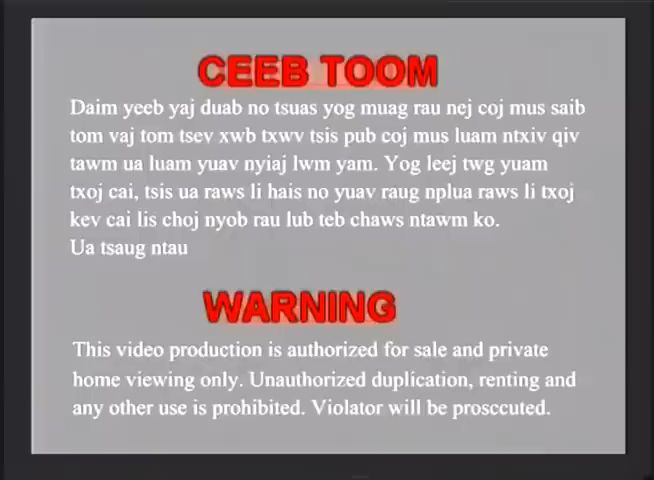 CEEB TOOM
Daim yeeb yaj duab no tsuas yog muag rau nej coj mus saib
tom vaj tom tsev xwb txwv tsis pub coj mus luam ntxiv qiv
tawm ua luam yuav nyiaj lwm yam. Yog leej twg yuam
txoj cai, tsis ua raws li hais no yuav raug nplua raws li txoj
kev cai lis choj nyob rau lub teb chaws ntawm ko.
Ua tsaug ntau
WARNING
This video production is authorized for sale and private
home viewing only. Unauthorized duplication, renting and
any other use is prohibited. Violator will be prosccuted.